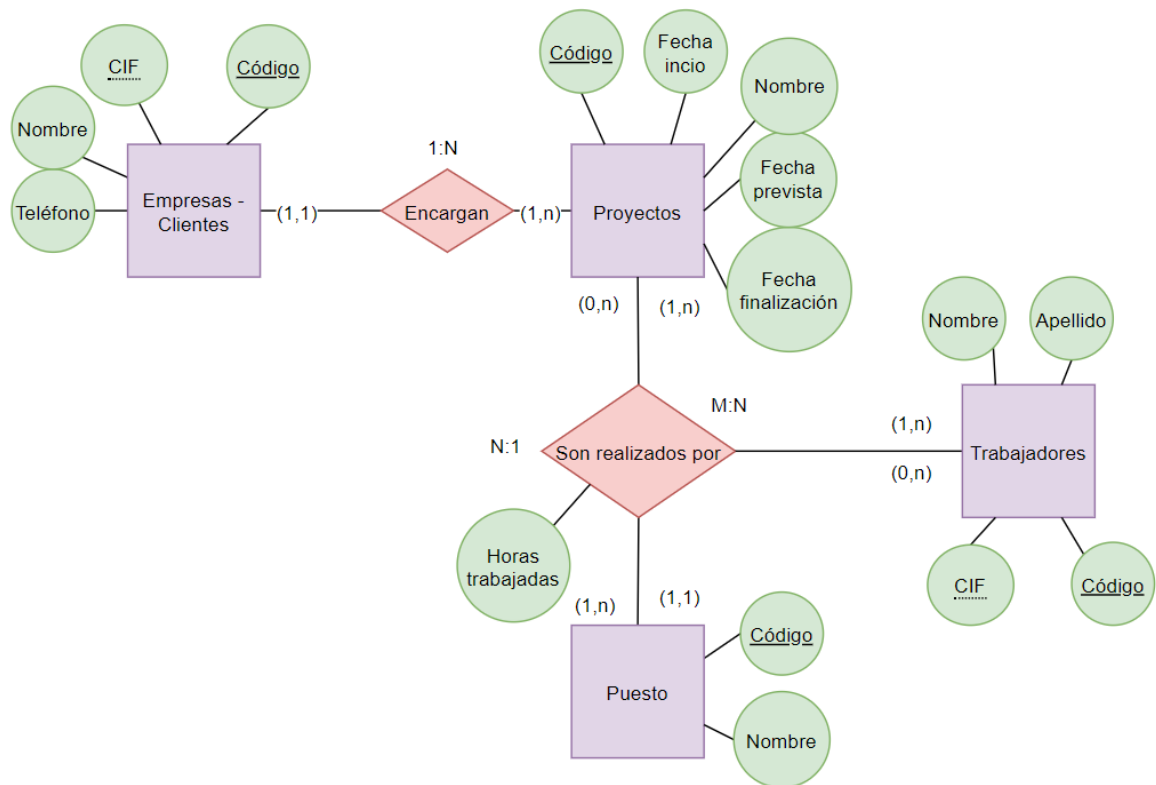 CIF
Código
Nombre
Teléfono
Empresas -
Clientes
(1,1)
1:N
Encargan
(1,n)
Código
Fecha
incio
Nombre
Fecha
prevista
Fecha
finalización
Proyectos
(0,n)
(1,n)
M:N
N:1
Son realizados por
Horas
trabajadas
(1,n)
(0,n)
Nombre
Apellido
Trabajadores
CIF
Código
(1,n)
(1,1)
Puesto
Código
Nombre